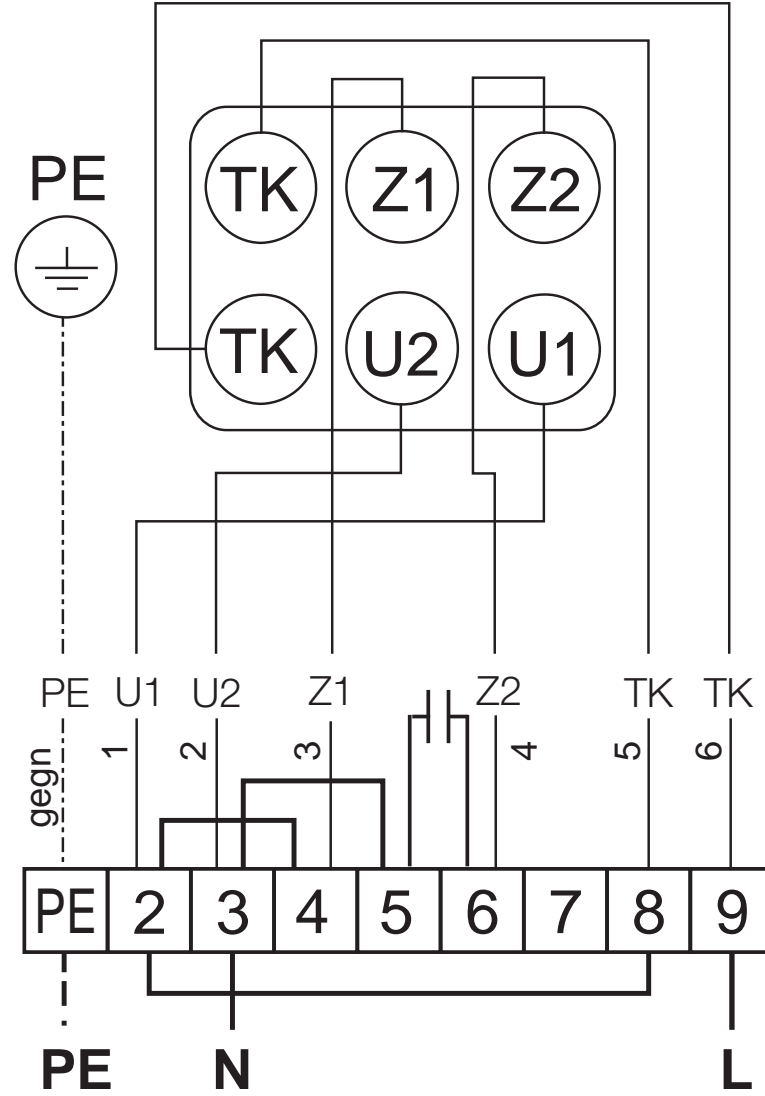 PE
TK Z1 Z2
TK U2 U1
PE U1 U2 Z1 Z2 TK TK
gegn 1 2 3 4 5 6
PE 2 3 4 5 6 7 8 9
PE N L